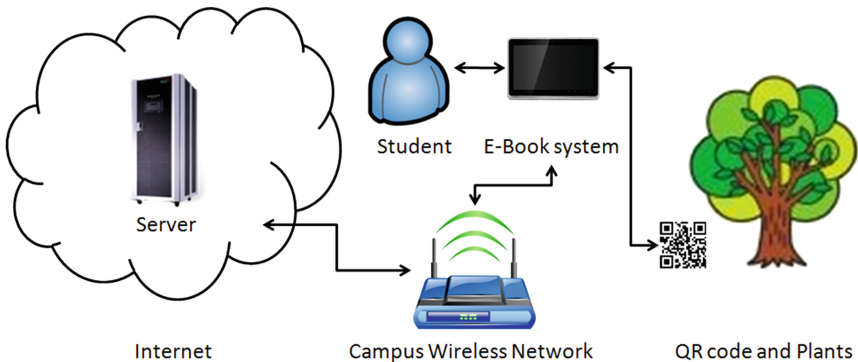 Student
E-Book system
Server
Internet
Campus Wireless Network
QR code and Plants